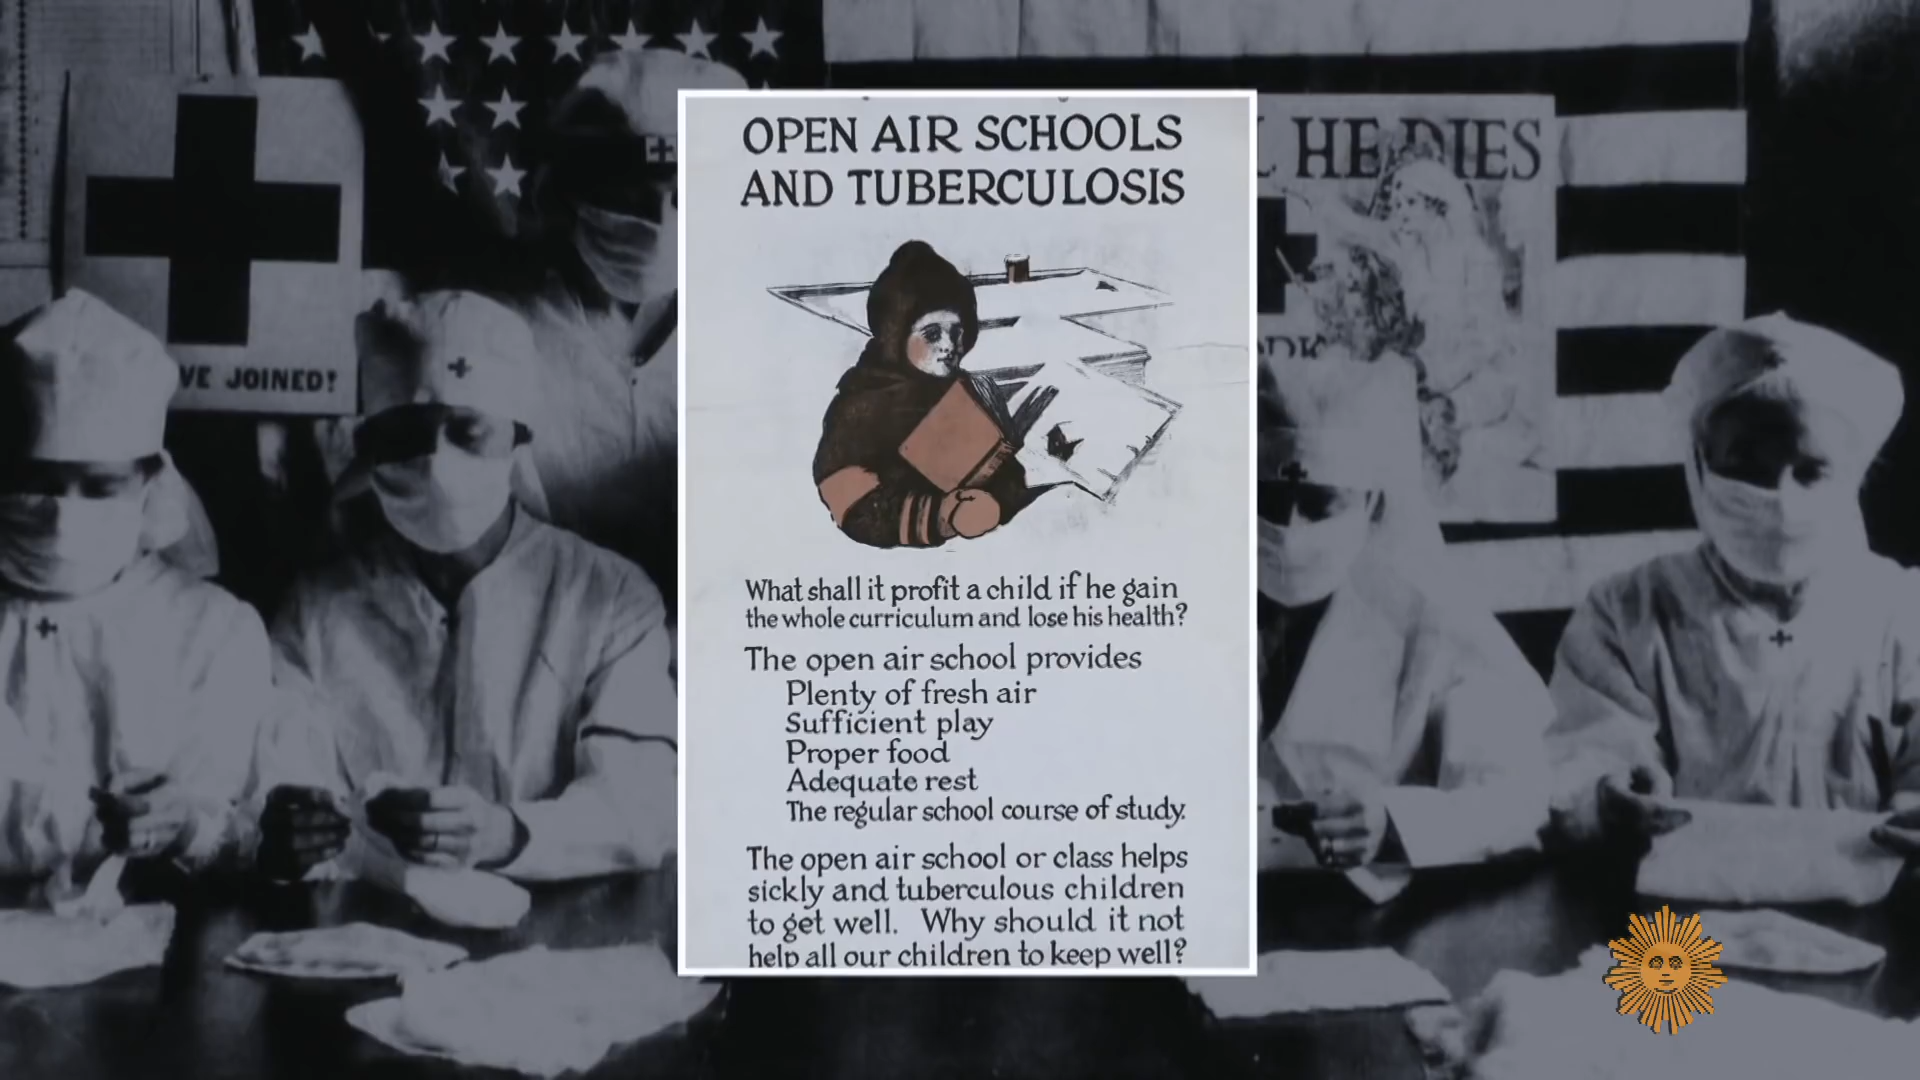 OPEN AIR SCHOOLS
AND TUBERCULOSIS
What shall it profit a child if he gain
the whole curriculum and lose his health?
The open air school provides
Plenty of fresh air
Sufficient play
Proper food
Adequate rest
The regular school course of study.
The open air school or class helps
sickly and tuberculous children
to get well. Why should it not
help all our children to keep well?
VE JOINED!
HE DIES